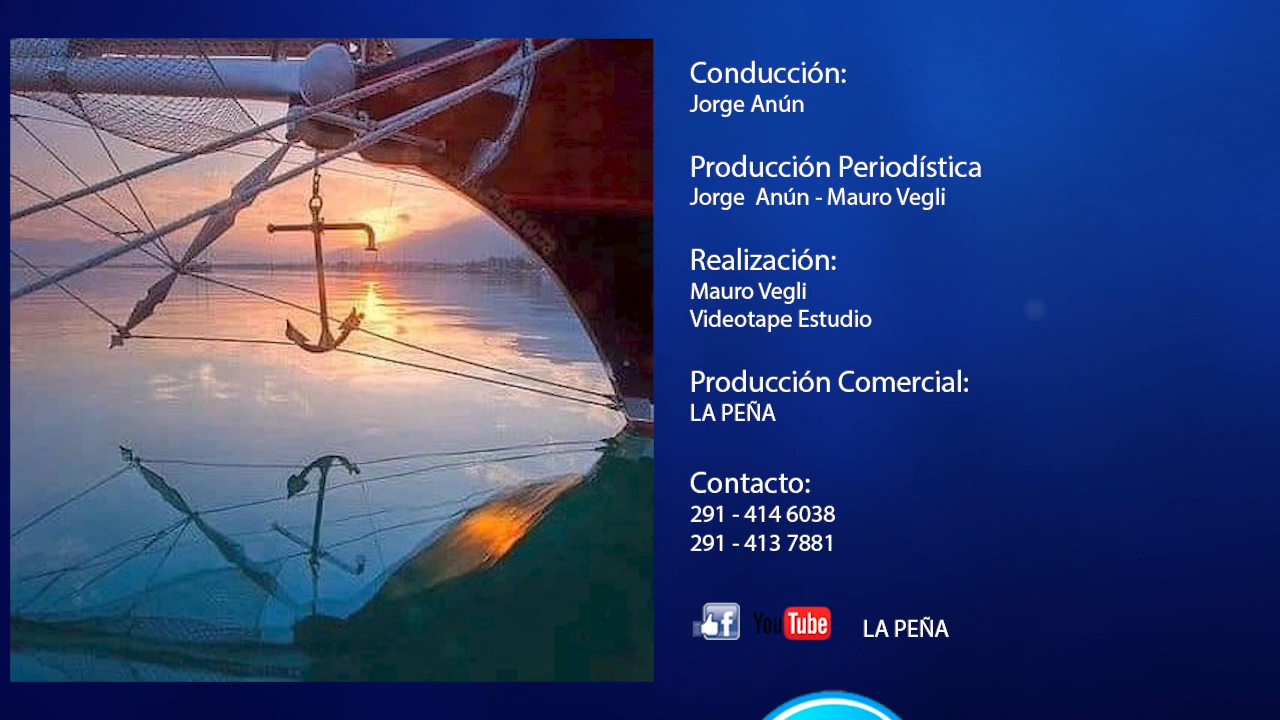 Conducción:
Jorge Anún
Producción Periodística
Jorge  Anún - Mauro Vegli
Realización:
Mauro Vegli
Videotape Estudio
Producción Comercial:
LA PEÑA
Contacto:
291 - 414 6038
291 - 413 7881
f YouTube LA PEÑA